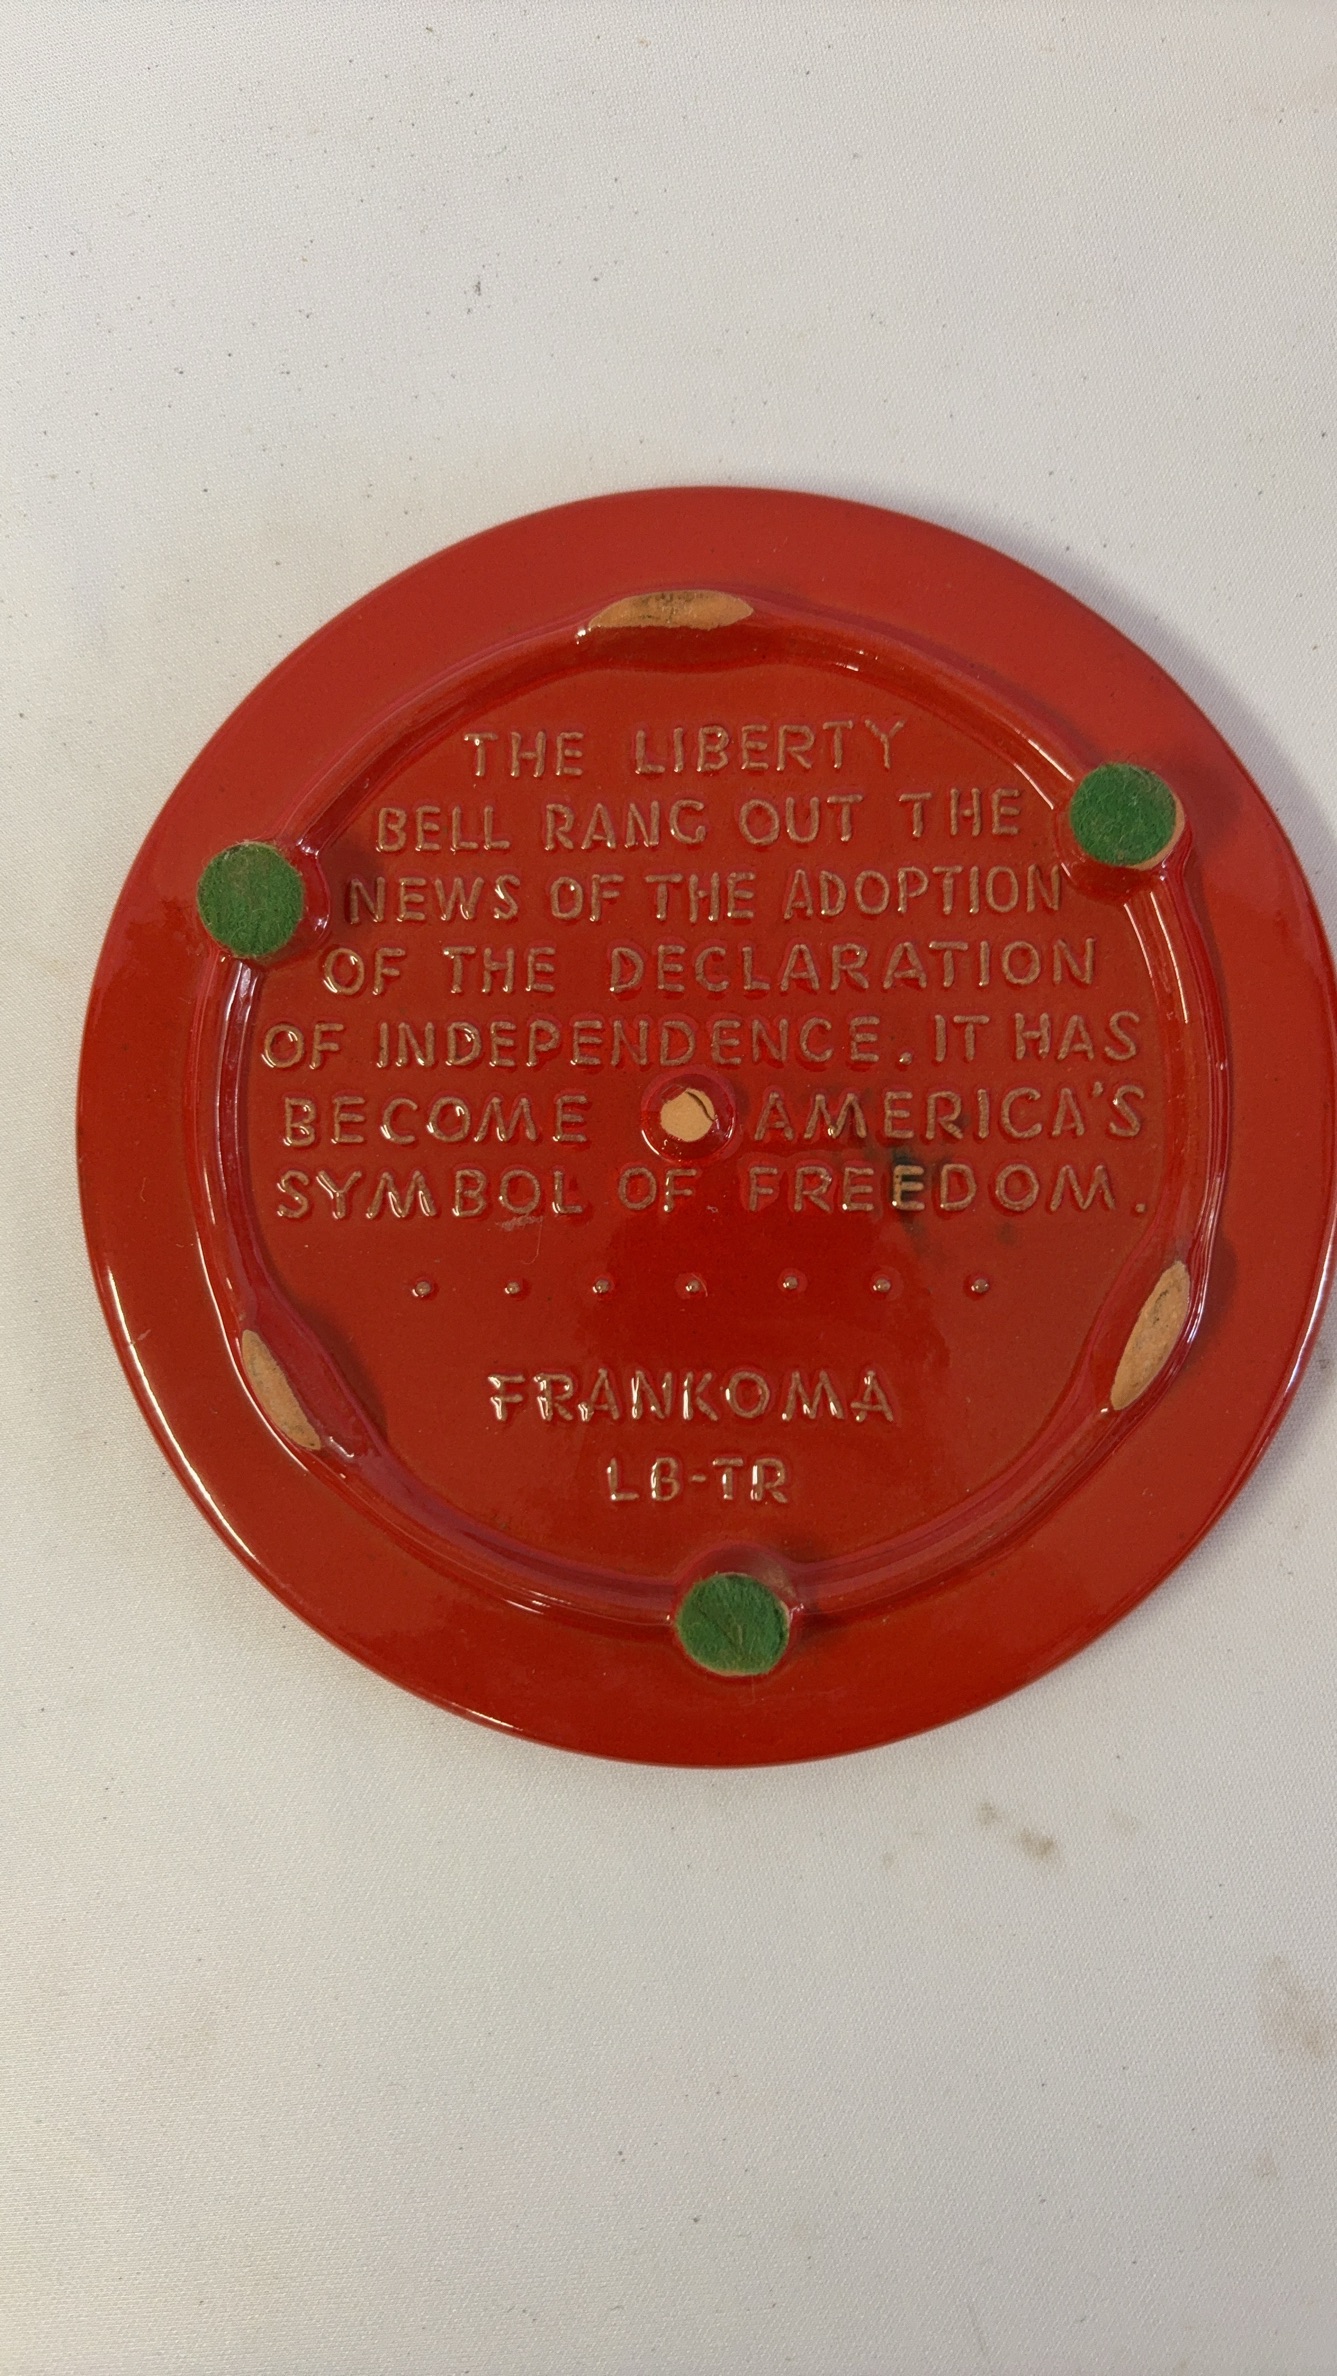 THE LIBERTY
BELL RANG OUT THE
NEWS OF THE ADOPTION
OF THE DECLARATION
OF INDEPENDENCE. IT HAS
BECOME AMERICA'S
SYMBOL OF FREEDOM.
. . . . . . .
FRANKOMA
LB-TR